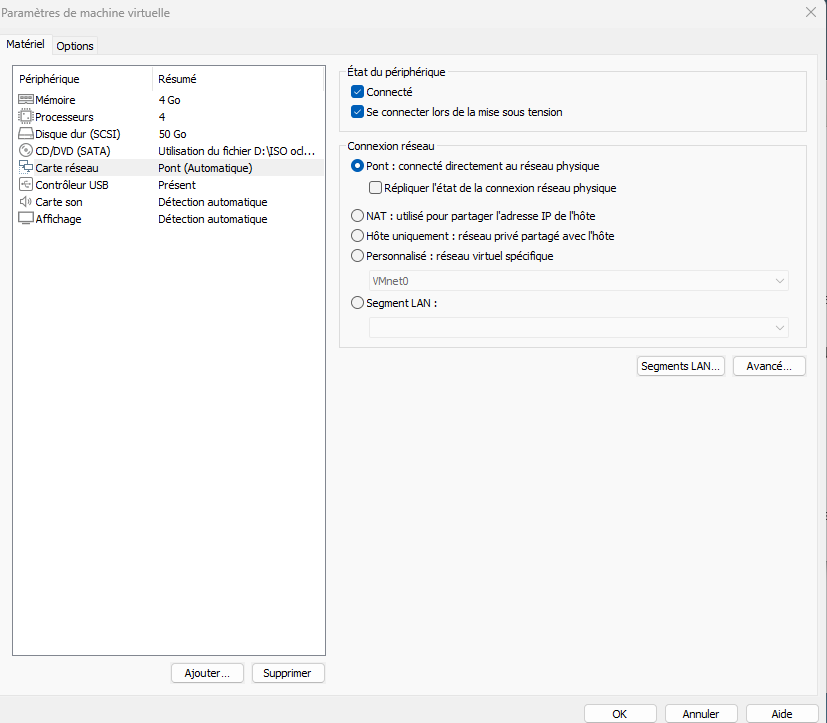 Paramètres de machine virtuelle
Matériel
Options
Périphérique Résumé
Mémoire 4 Go
Processeurs 4
Disque dur (SCSI) 50 Go
CD/DVD (SATA) Utilisation du fichier D:\ISO ocl...
Carte réseau Pont (Automatique)
Contrôleur USB Présent
Carte son Détection automatique
Affichage Détection automatique
Ajouter...
Supprimer
État du périphérique
Connecté
Se connecter lors de la mise sous tension
Connexion réseau
Pont : connecté directement au réseau physique
Répliquer l'état de la connexion réseau physique
NAT : utilisé pour partager l'adresse IP de l'hôte
Hôte uniquement : réseau privé partagé avec l'hôte
Personnalisé : réseau virtuel spécifique
VMnet0
Segment LAN :
Segments LAN...
Avancé...
OK
Annuler
Aide